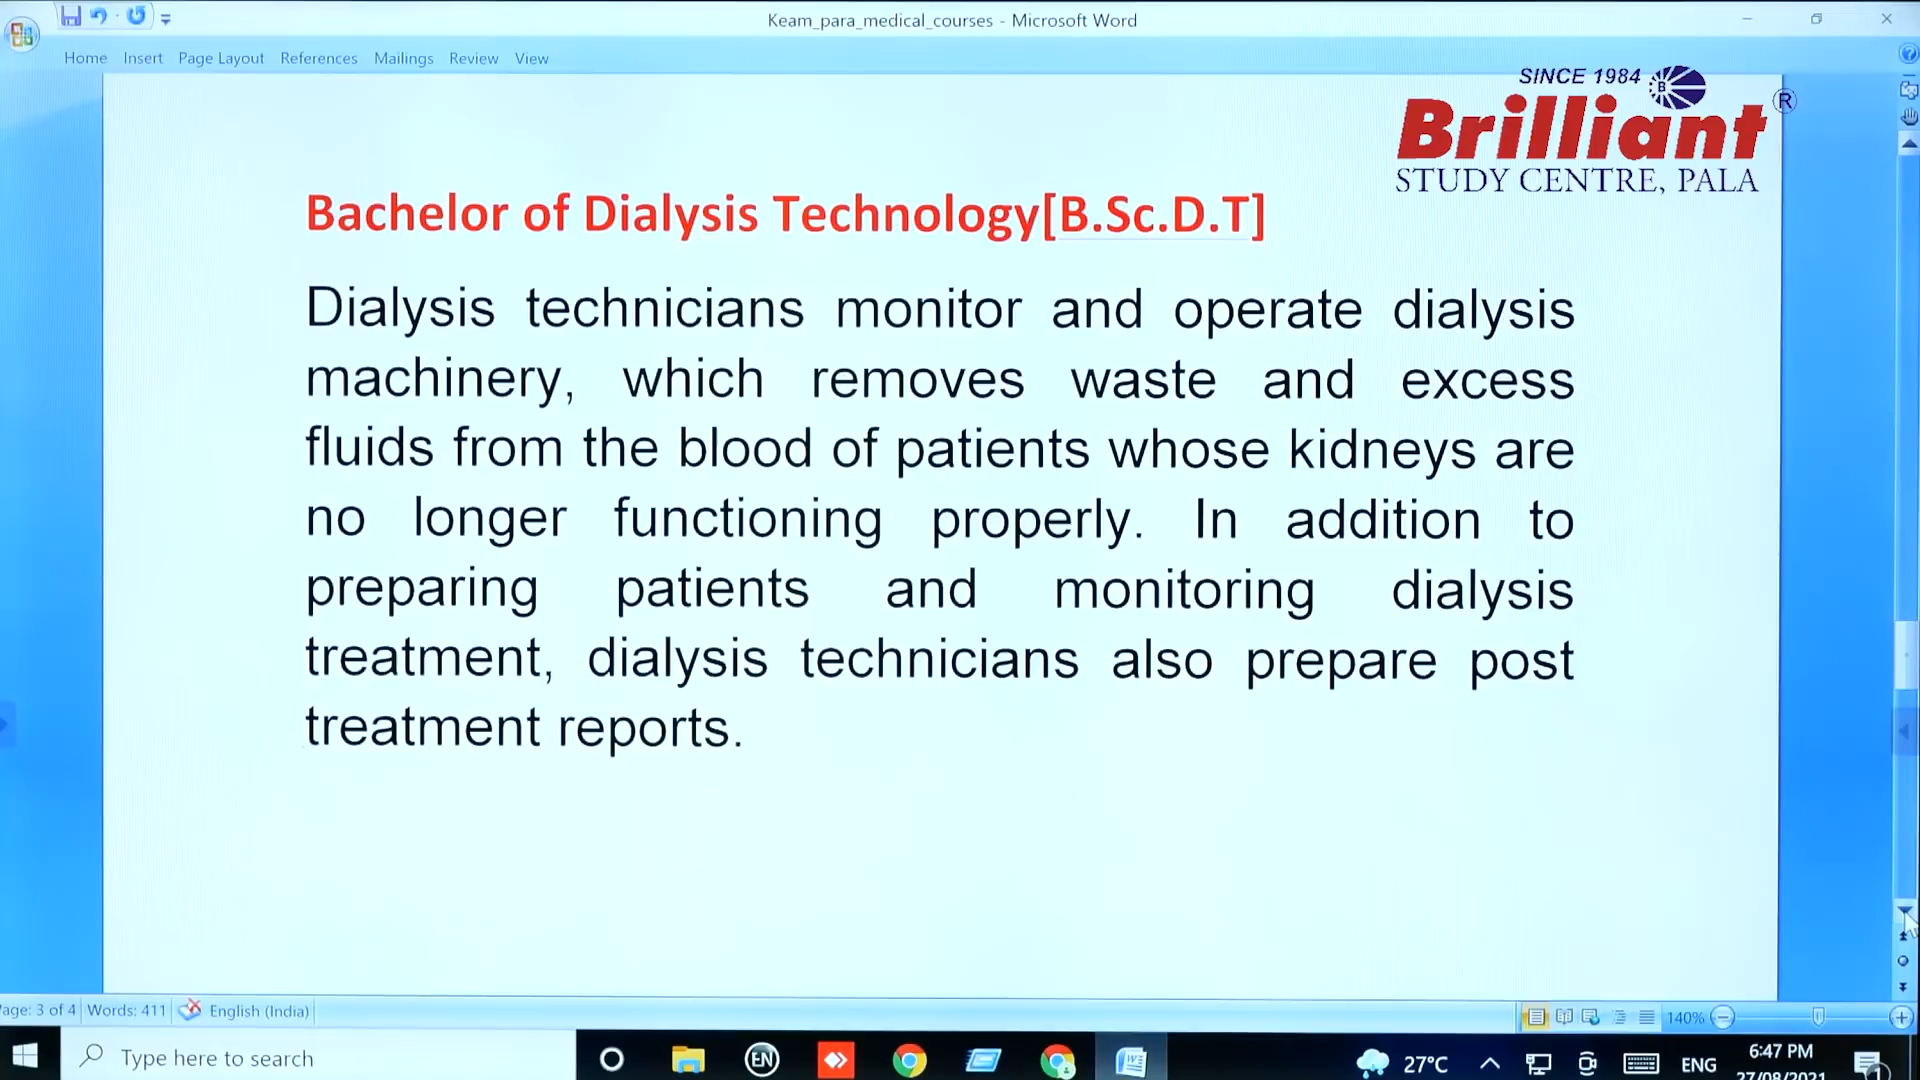 Keam_para_medical_courses - Microsoft Word
Home Insert Page Layout References Mailings Review View
SINCE 1984
B
Brilliant ®
STUDY CENTRE, PALA
Bachelor of Dialysis Technology[B.Sc.D.T]
Dialysis technicians monitor and operate dialysis
machinery, which removes waste and excess
fluids from the blood of patients whose kidneys are
no longer functioning properly. In addition to
preparing patients and monitoring dialysis
treatment, dialysis technicians also prepare post
treatment reports.
age: 3 of 4 Words: 411 English (India) 140%
Type here to search EN 27°C ENG 6:47 PM
27/08/2021
1